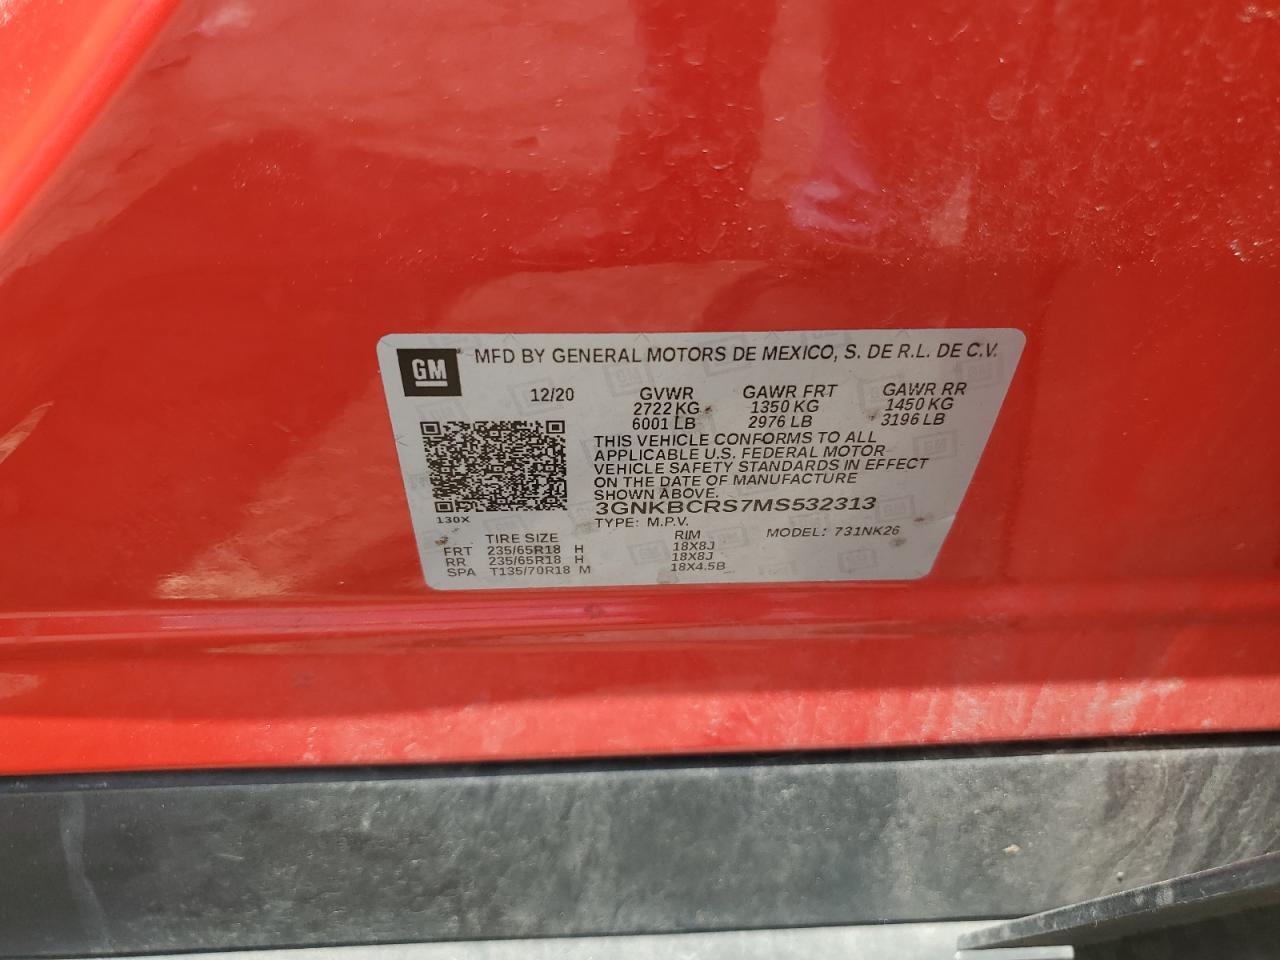 GM
MFD BY GENERAL MOTORS DE MEXICO, S. DE R.L. DE C.V.
12/20 GVWR GAWR FRT GAWR RR
2722 KG 1350 KG 1450 KG
6001 LB 2976 LB 3196 LB
THIS VEHICLE CONFORMS TO ALL
APPLICABLE U.S. FEDERAL MOTOR
VEHICLE SAFETY STANDARDS IN EFFECT
ON THE DATE OF MANUFACTURE
SHOWN ABOVE.
3GNKBCRS7MS532313
130X
TYPE: M.P.V. MODEL: 731NK26
TIRE SIZE RIM
FRT 235/65R18 H 18X8J
RR 235/65R18 H 18X8J
SPA T135/70R18 M 18X4.5B